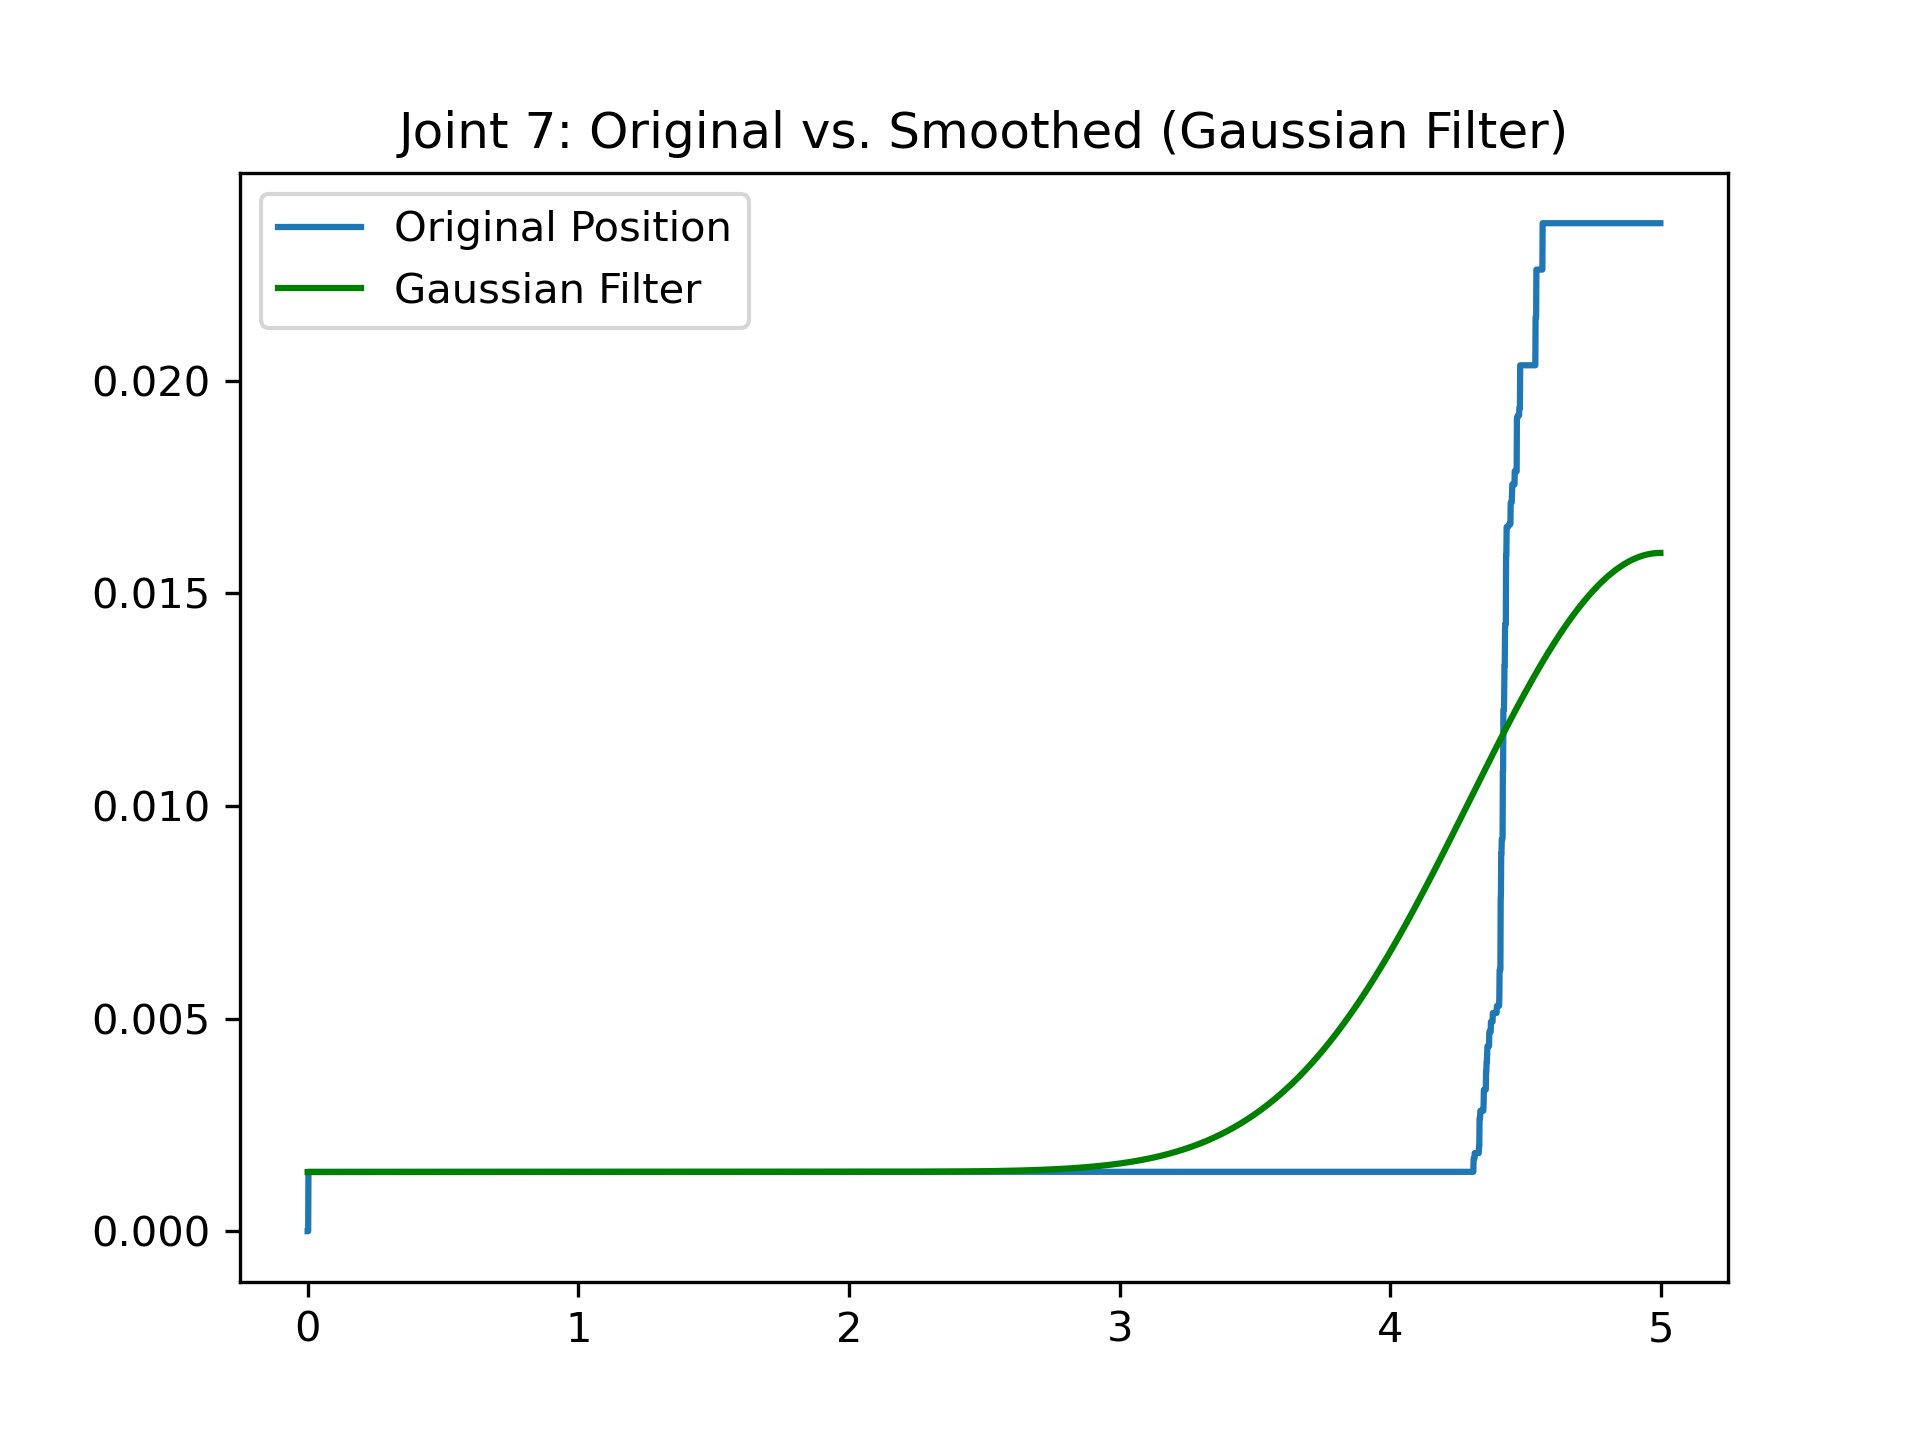 Joint 7: Original vs. Smoothed (Gaussian Filter)
Original Position
Gaussian Filter
0.020
0.015
0.010
0.005
0.000
0 1 2 3 4 5